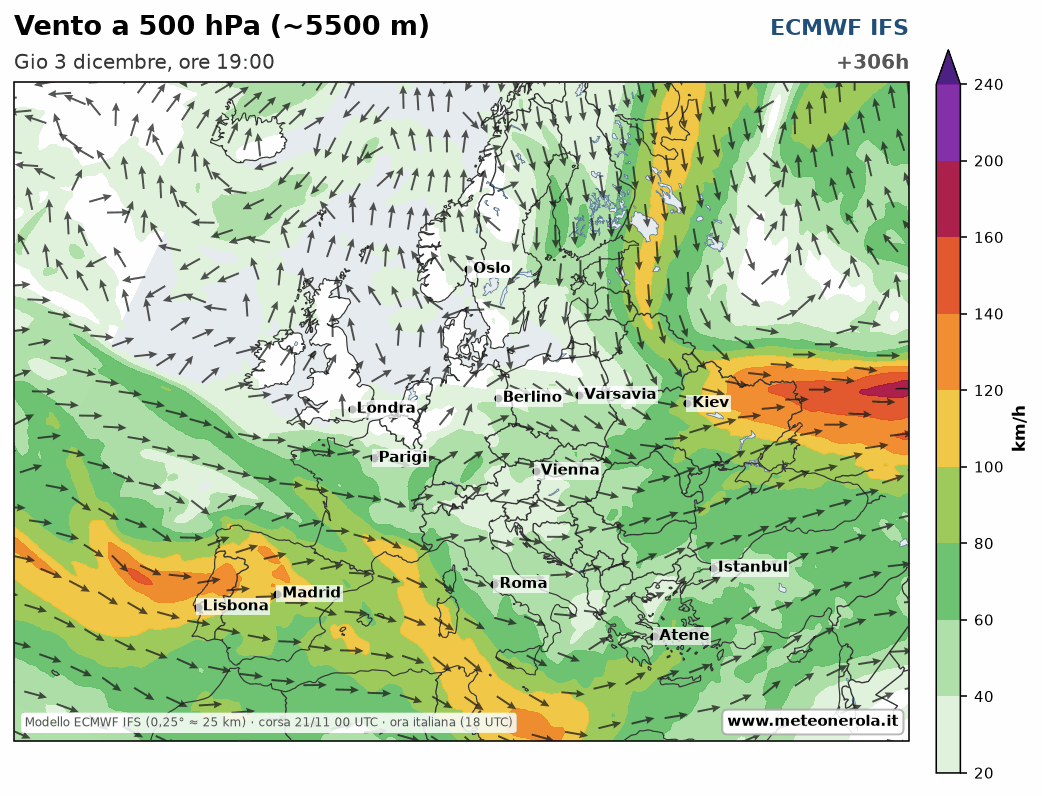 Vento a 500 hPa (~5500 m)
ECMWF IFS
Gio 3 dicembre, ore 19:00
+306h
240
200
160
140
120
100
80
60
40
20
km/h
Oslo
Londra
Berlino
Varsavia
Kiev
Parigi
Vienna
Istanbul
Roma
Madrid
Lisbona
Atene
Modello ECMWF IFS (0,25° ≈ 25 km) · corsa 21/11 00 UTC · ora italiana (18 UTC)
www.meteonerola.it